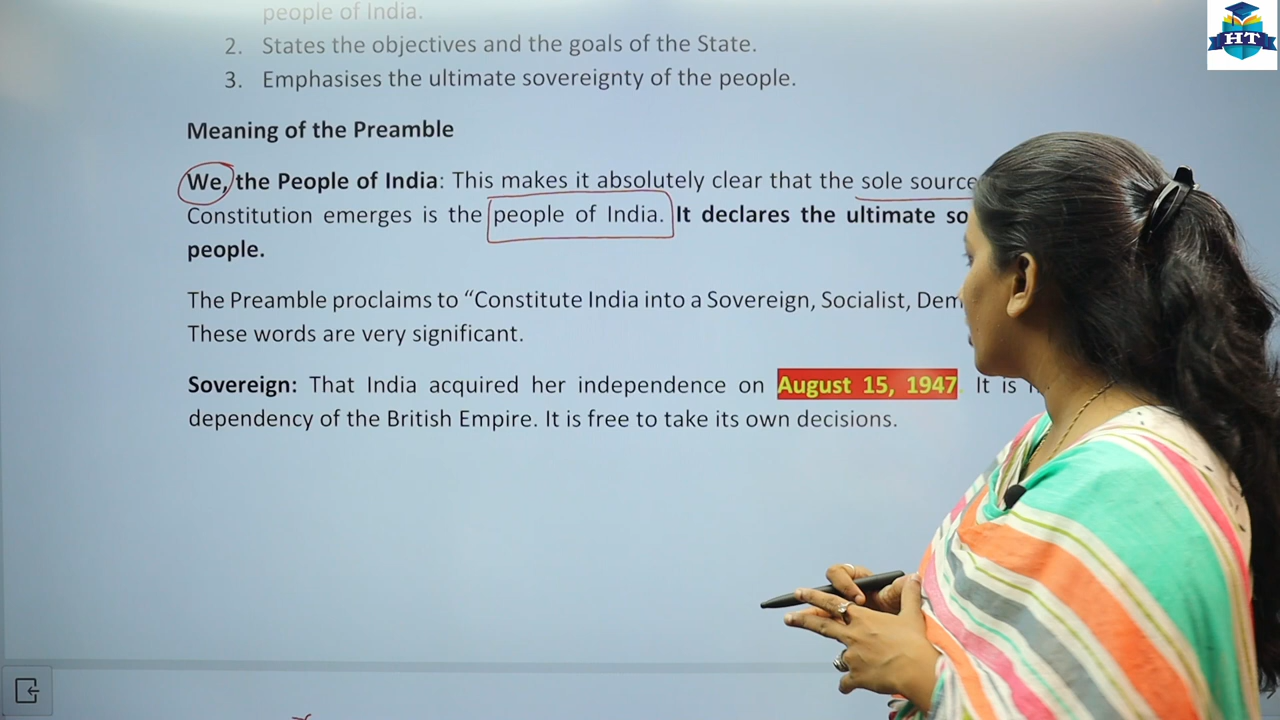 people of India.
2. States the objectives and the goals of the State.
3. Emphasises the ultimate sovereignty of the people.
HT
Meaning of the Preamble
We, the People of India: This makes it absolutely clear that the sole source
Constitution emerges is the people of India. It declares the ultimate so
people.
The Preamble proclaims to “Constitute India into a Sovereign, Socialist, Dem
These words are very significant.
Sovereign: That India acquired her independence on August 15, 1947. It is
dependency of the British Empire. It is free to take its own decisions.